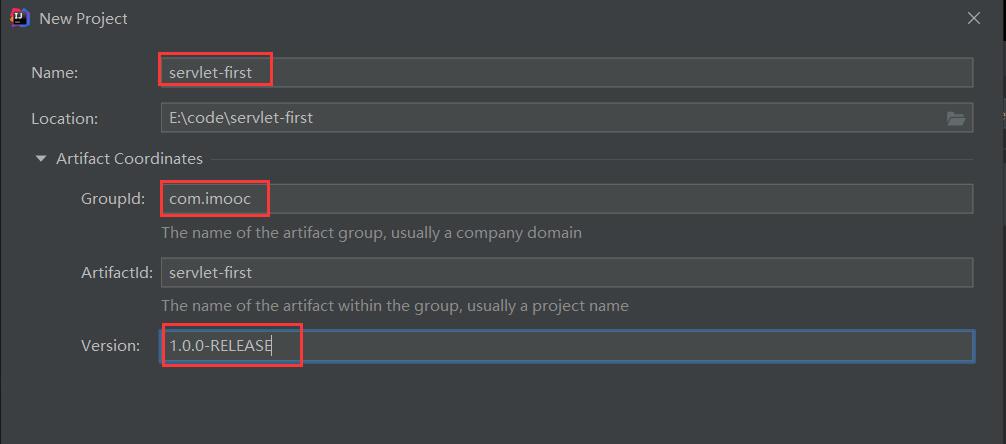 New Project
Name: servlet-first
Location: E:\code\servlet-first
Artifact Coordinates
GroupId: com.imooc
The name of the artifact group, usually a company domain
ArtifactId: servlet-first
The name of the artifact within the group, usually a project name
Version: 1.0.0-RELEASE